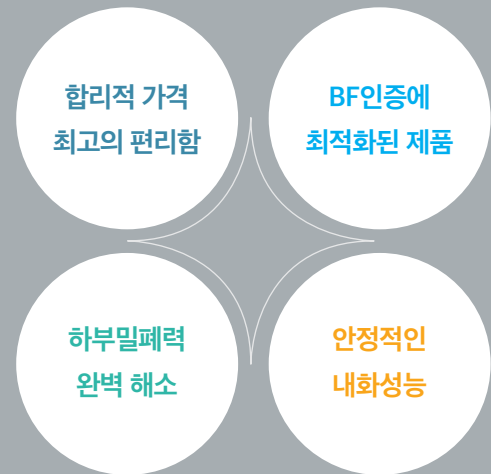 합리적 가격
최고의 편리함
BF인증에
최적화된 제품
하부밀폐력
완벽 해소
안정적인
내화성능